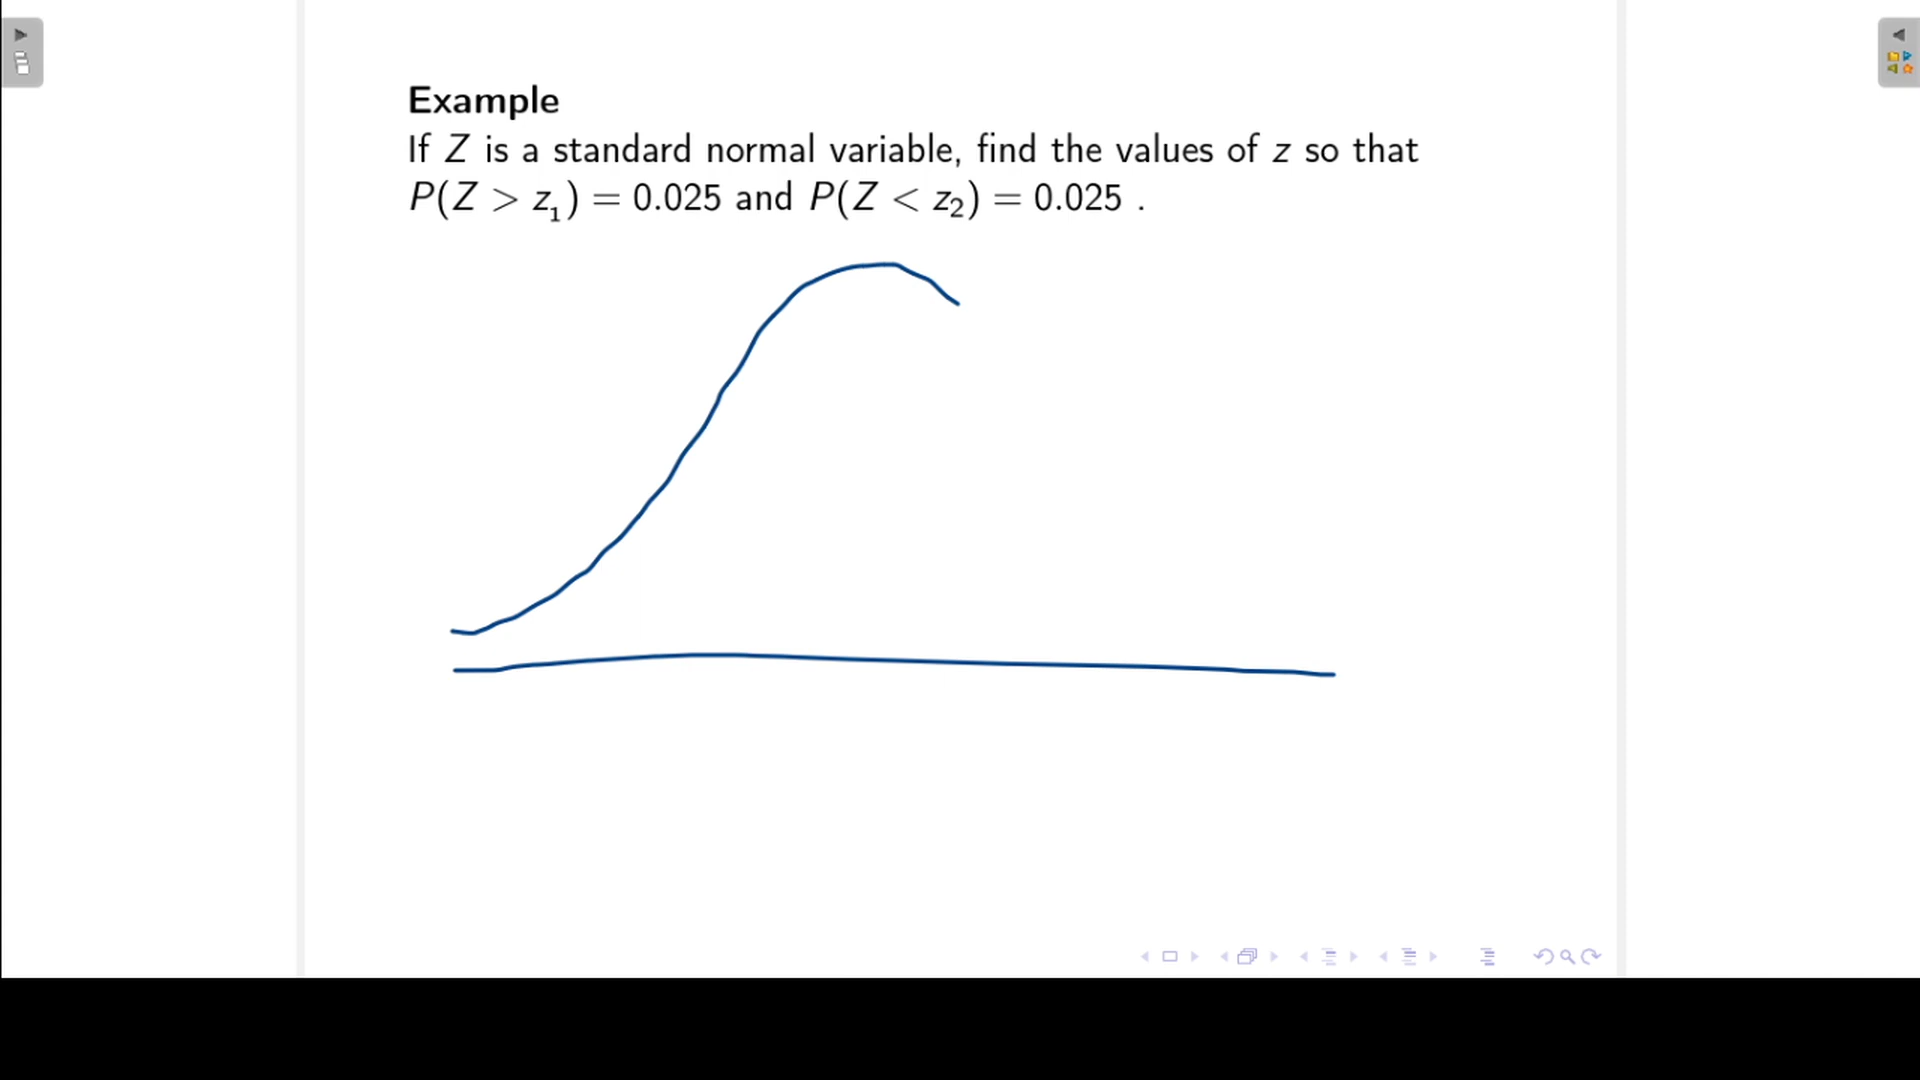 Example
If Z is a standard normal variable, find the values of z so that
P(Z > z₁) = 0.025 and P(Z < z₂) = 0.025 .